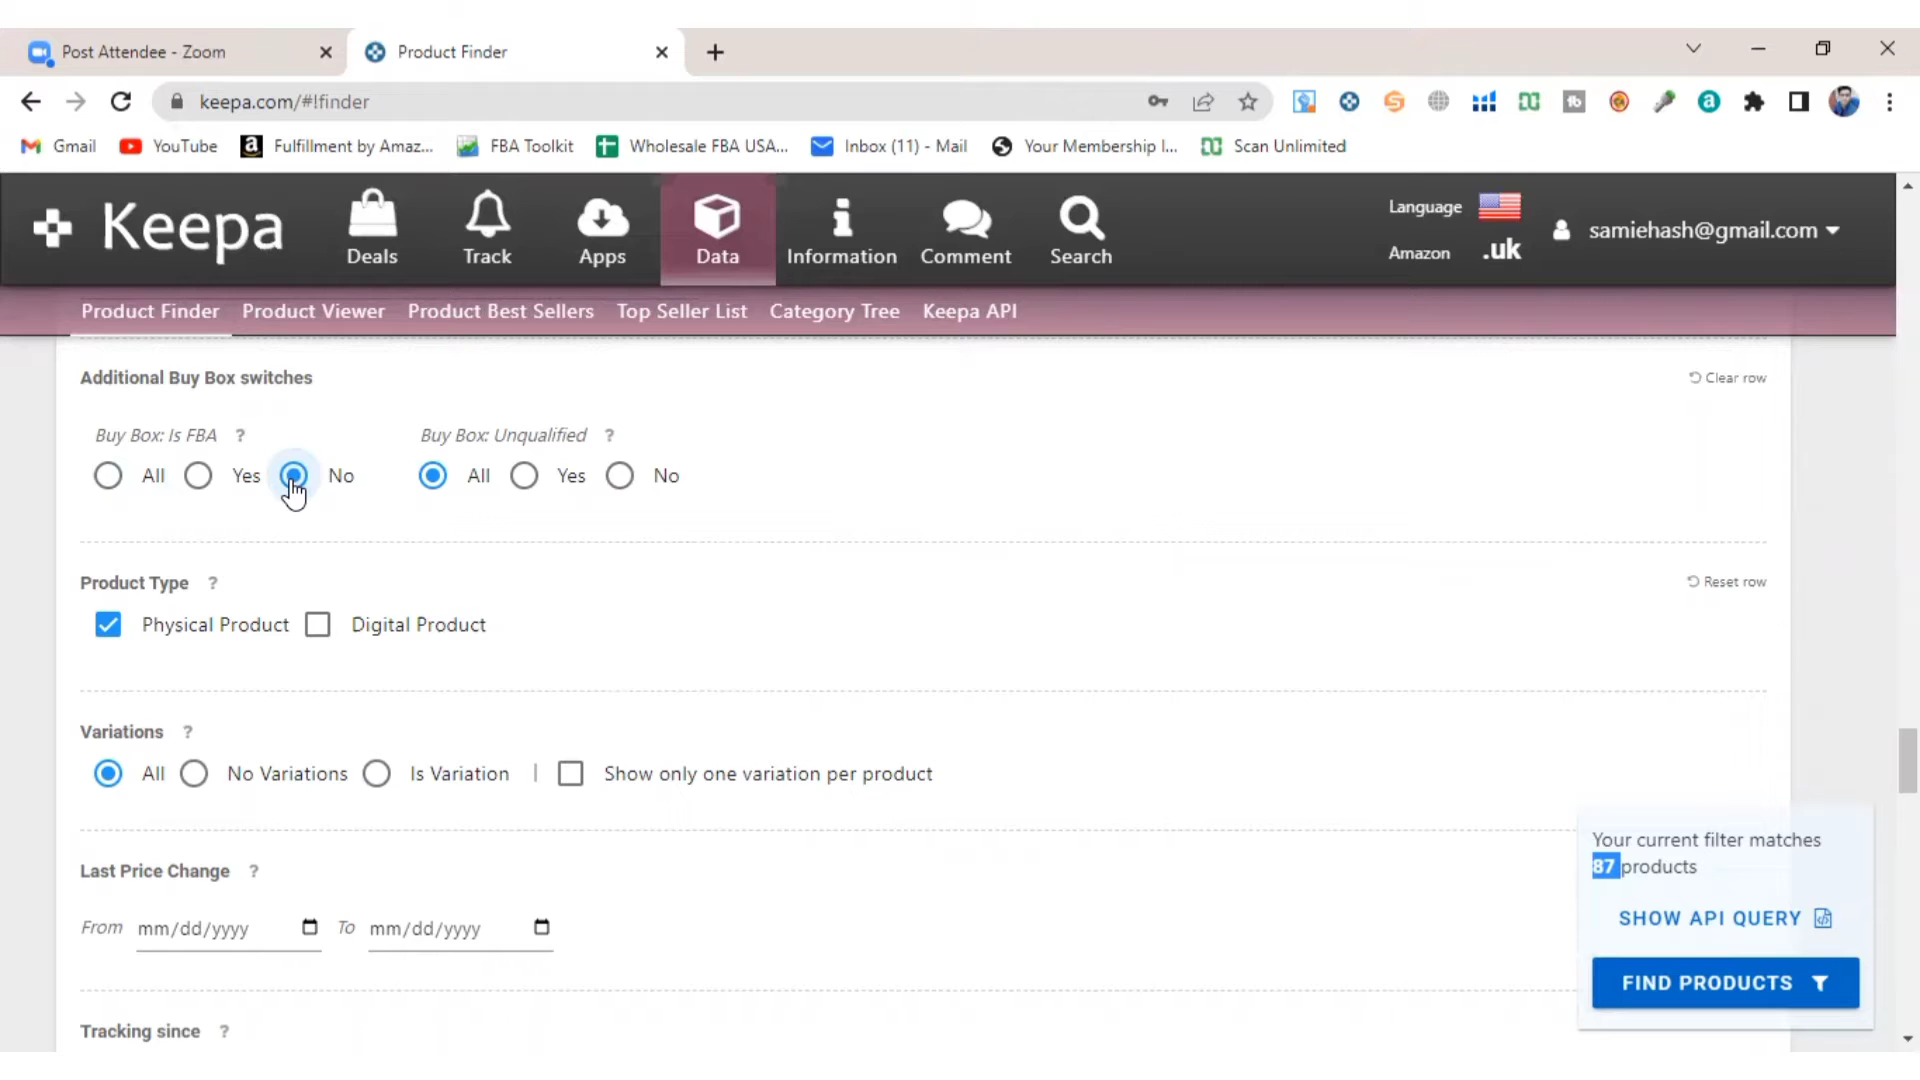 Post Attendee - Zoom
Product Finder
keepa.com/#!finder
Gmail
YouTube
Fulfillment by Amaz...
FBA Toolkit
Wholesale FBA USA...
Inbox (11) - Mail
Your Membership I...
Scan Unlimited
Keepa
Deals
Track
Apps
Data
Information
Comment
Search
Language
Amazon .uk
samiehash@gmail.com
Product Finder
Product Viewer
Product Best Sellers
Top Seller List
Category Tree
Keepa API
Additional Buy Box switches
Clear row
Buy Box: Is FBA ?
Buy Box: Unqualified ?
All Yes No
All Yes No
Product Type ?
Reset row
Physical Product Digital Product
Variations ?
All No Variations Is Variation | Show only one variation per product
Last Price Change ?
From mm/dd/yyyy To mm/dd/yyyy
Tracking since ?
Your current filter matches
87 products
SHOW API QUERY
FIND PRODUCTS